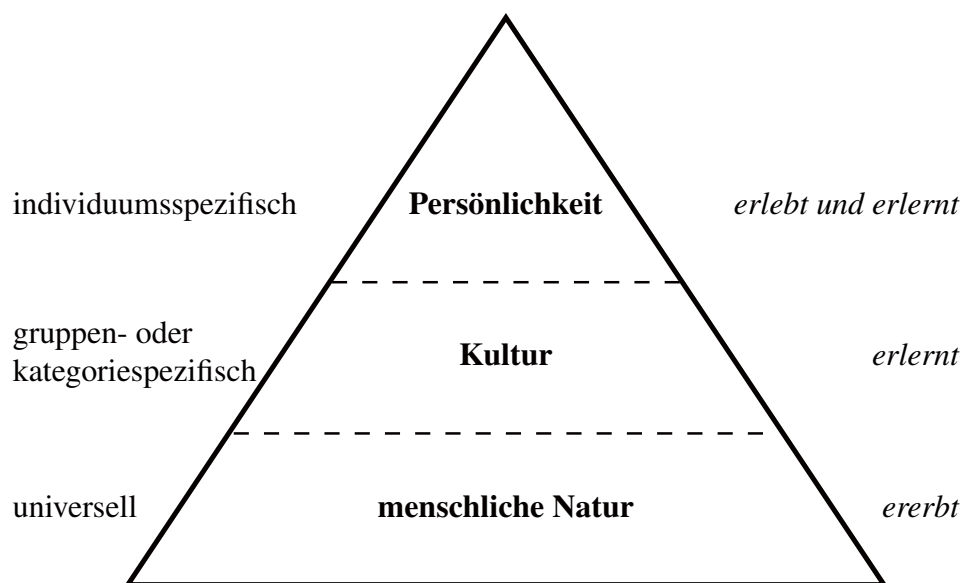 individuumsspezifisch Persönlichkeit erlebt und erlernt
gruppen- oder
kategoriespezifisch Kultur erlernt
universell menschliche Natur ererbt